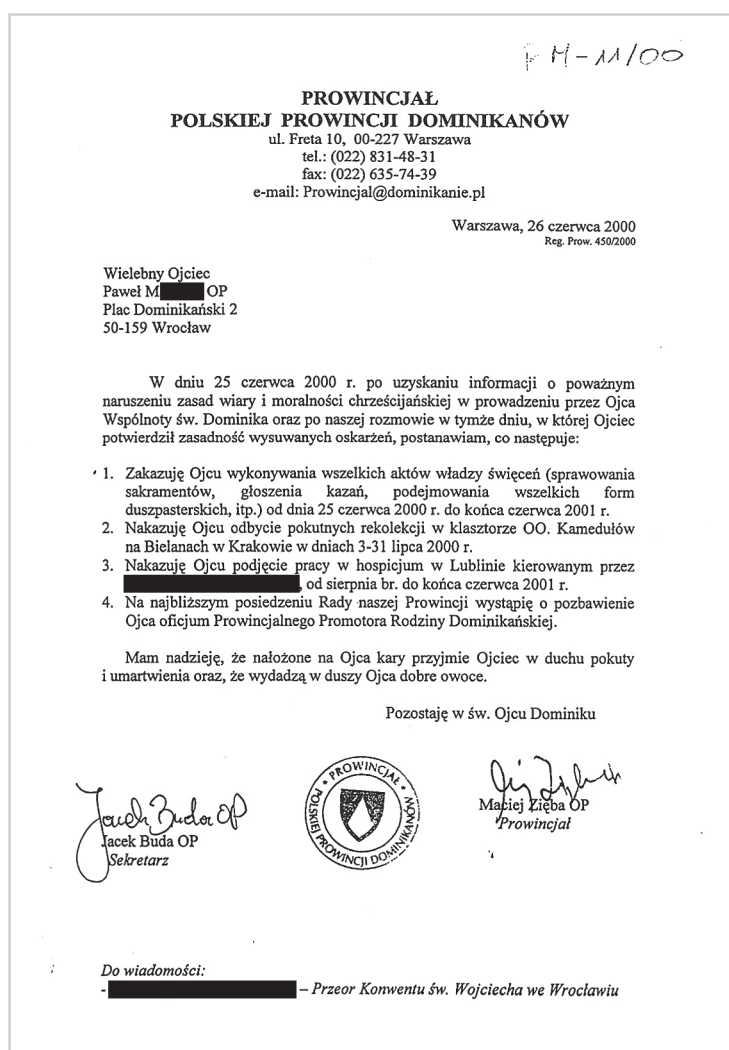 M-11/00
PROWINCJAŁ
POLSKIEJ PROWINCJI DOMINIKANÓW
ul. Freta 10, 00-227 Warszawa
tel.: (022) 831-48-31
fax: (022) 635-74-39
e-mail: Prowincjal@dominikanie.pl
Warszawa, 26 czerwca 2000
Reg. Prow. 450/2000
Wielebny Ojciec
Paweł M OP
Plac Dominikański 2
50-159 Wrocław
W dniu 25 czerwca 2000 r. po uzyskaniu informacji o poważnym
naruszeniu zasad wiary i moralności chrześcijańskiej w prowadzeniu przez Ojca
Wspólnoty św. Dominika oraz po naszej rozmowie w tymże dniu, w której Ojciec
potwierdził zasadność wysuwanych oskarżeń, postanawiam, co następuje:
1. Zakazuję Ojcu wykonywania wszelkich aktów władzy święceń (sprawowania
sakramentów, głoszenia kazań, podejmowania wszelkich form
duszpasterskich, itp.) od dnia 25 czerwca 2000 r. do końca czerwca 2001 r.
2. Nakazuję Ojcu odbycie pokutnych rekolekcji w klasztorze OO. Kamedułów
na Bielanach w Krakowie w dniach 3-31 lipca 2000 r.
3. Nakazuję Ojcu podjęcie pracy w hospicjum w Lublinie kierowanym przez
, od sierpnia br. do końca czerwca 2001 r.
4. Na najbliższym posiedzeniu Rady naszej Prowincji wystąpię o pozbawienie
Ojca oficjum Prowincjalnego Promotora Rodziny Dominikańskiej.
Mam nadzieję, że nałożone na Ojca kary przyjmie Ojciec w duchu pokuty
i umartwienia oraz, że wydadzą w duszy Ojca dobre owoce.
Pozostaję w św. Ojcu Dominiku
Jacek Buda OP
Jacek Buda OP
Sekretarz
PROWINCJAŁ
POLSKIEJ PROWINCJI DOMINIKANÓW
Maciej Zięba OP
Prowincjał
Do wiadomości:
- – Przeor Konwentu św. Wojciecha we Wrocławiu